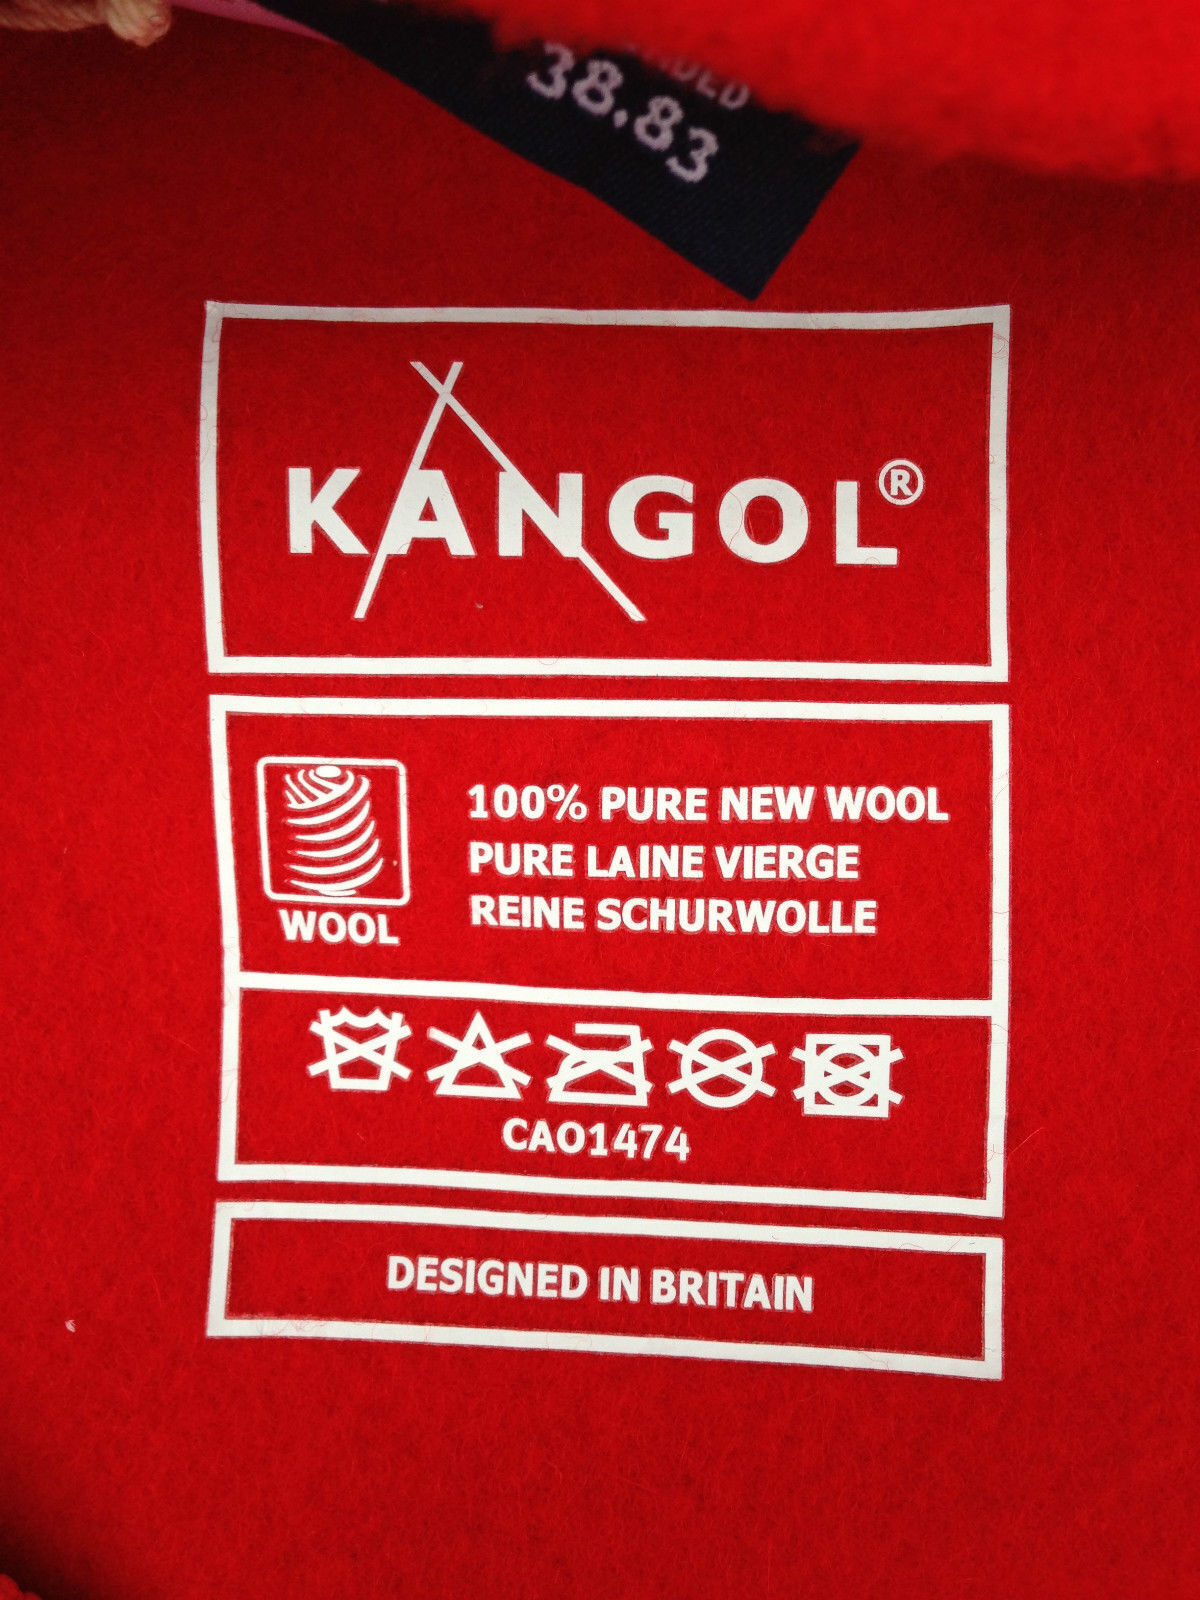 38.83
KANGOL®
WOOL
100% PURE NEW WOOL
PURE LAINE VIERGE
REINE SCHURWOLLE
CAO1474
DESIGNED IN BRITAIN